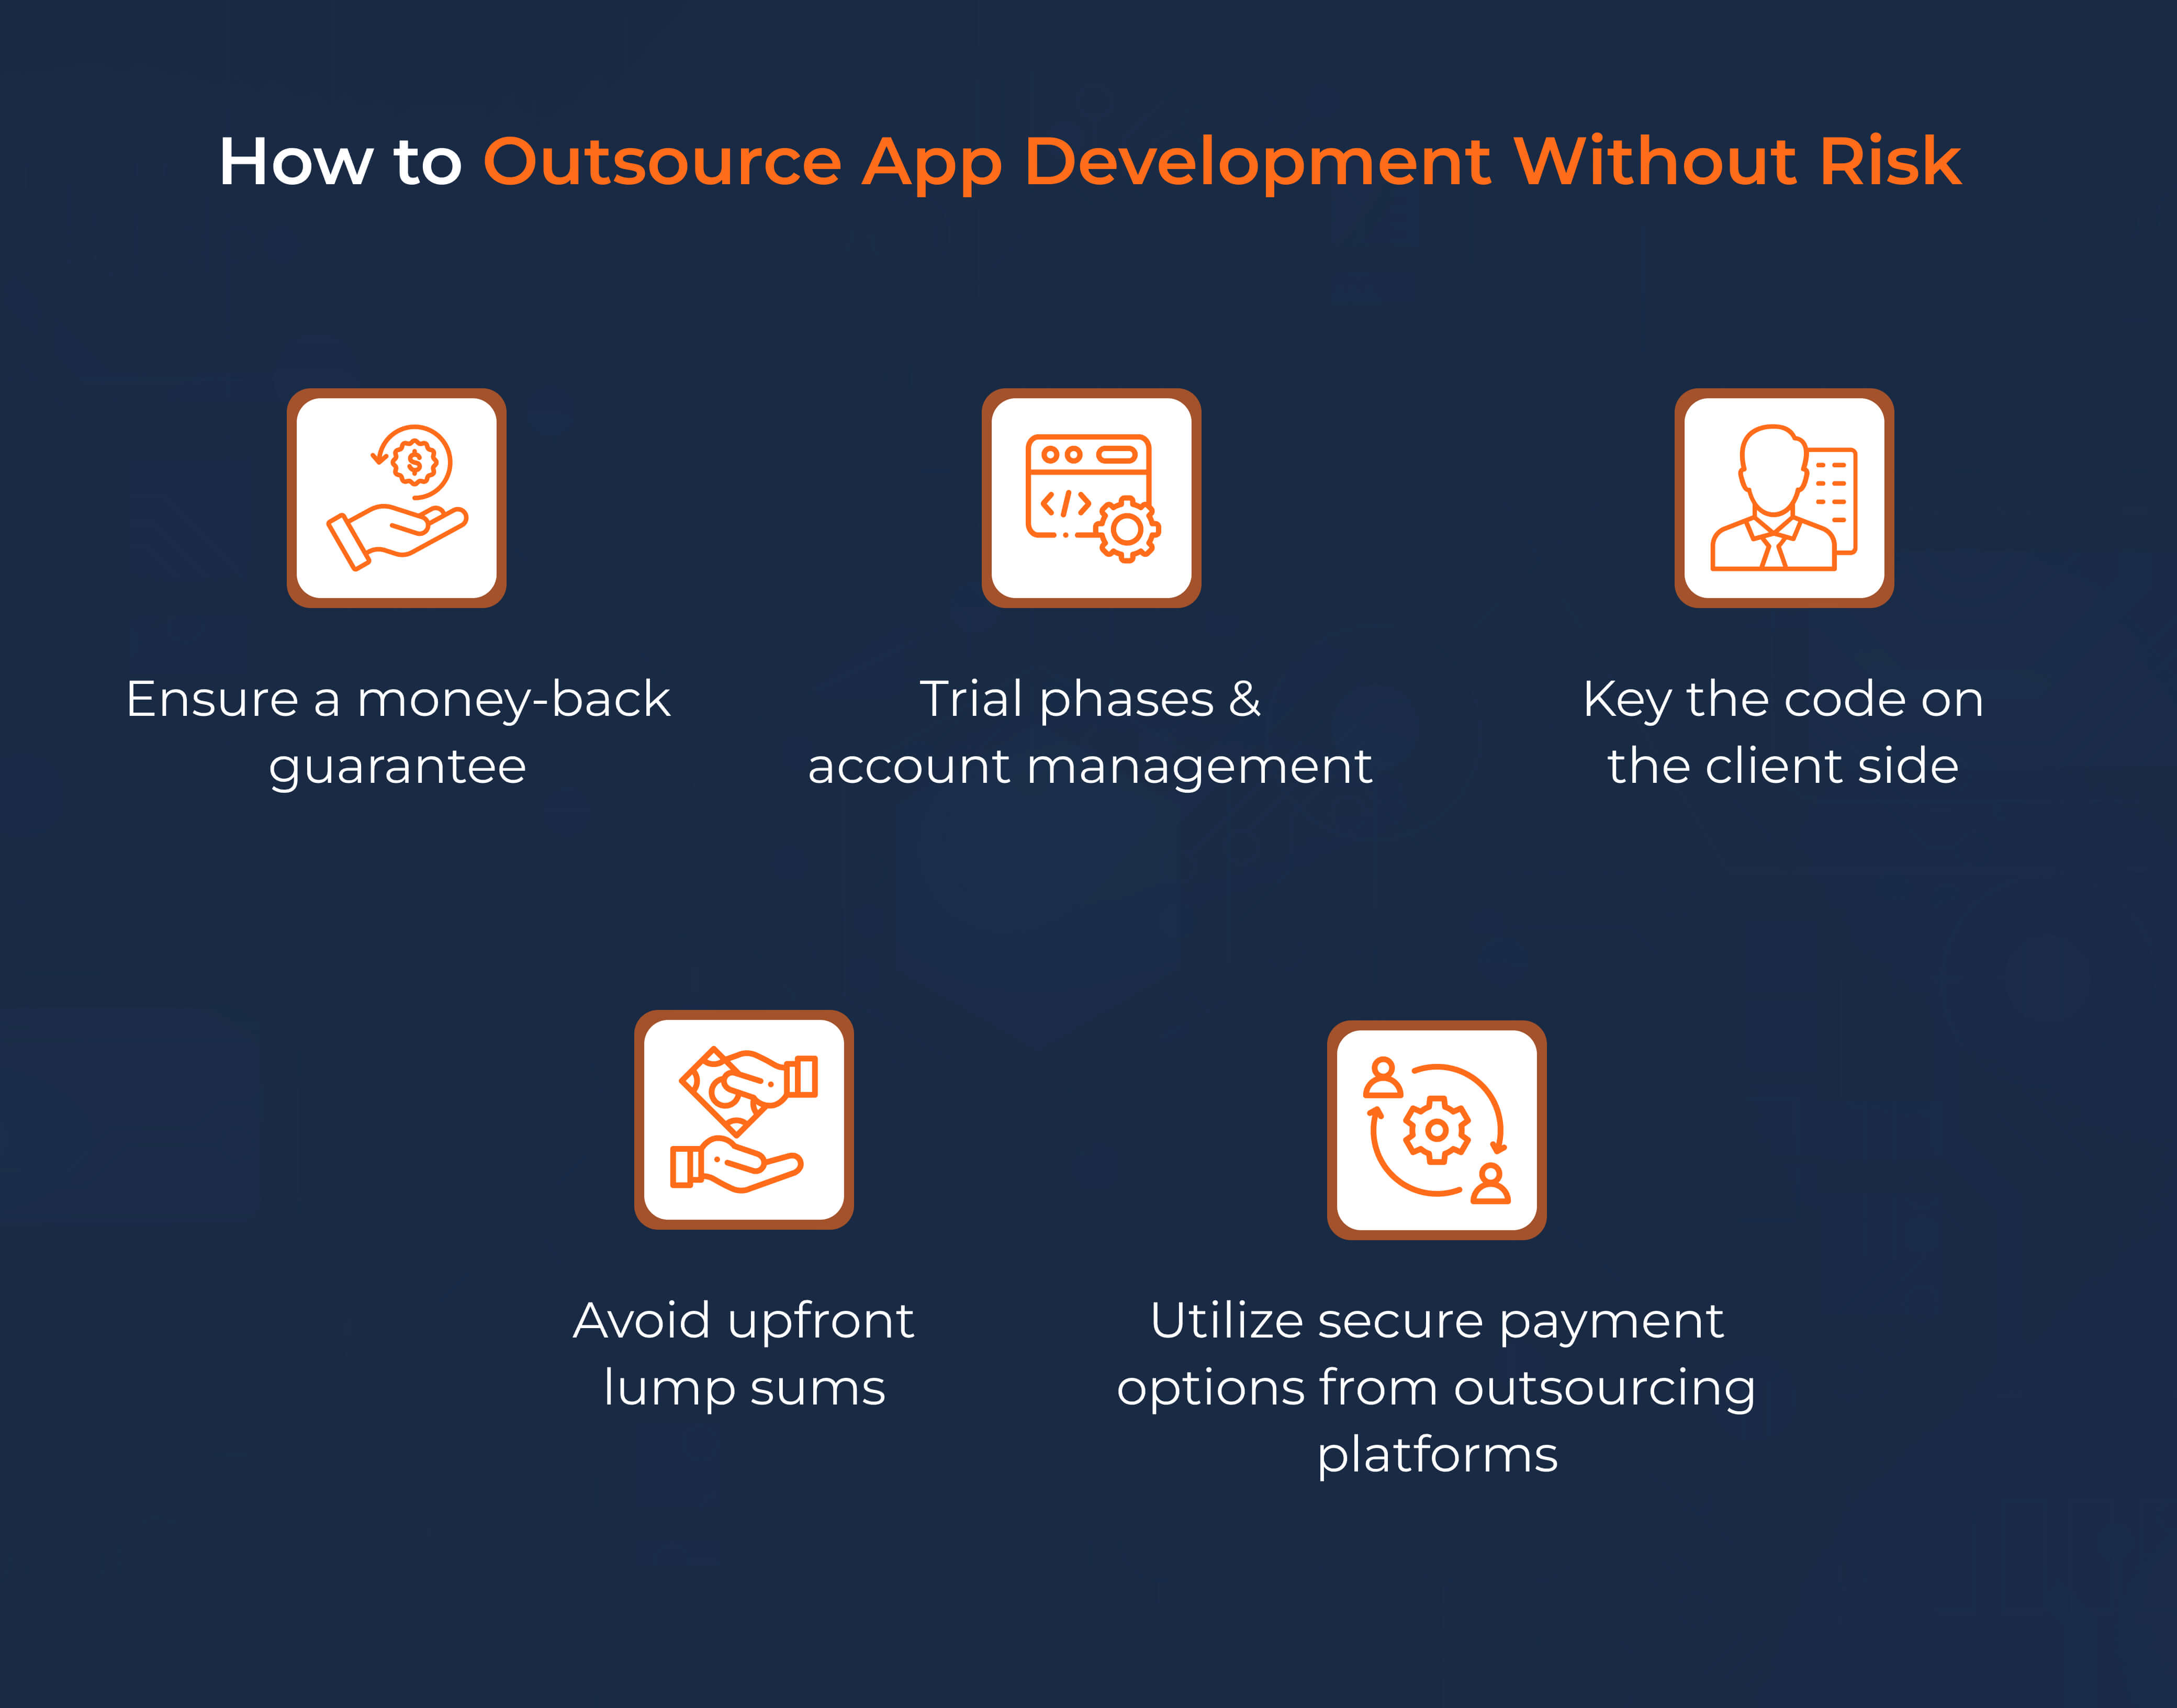 How to Outsource App Development Without Risk
Ensure a money-back
guarantee
Trial phases &
account management
Key the code on
the client side
Avoid upfront
lump sums
Utilize secure payment
options from outsourcing
platforms